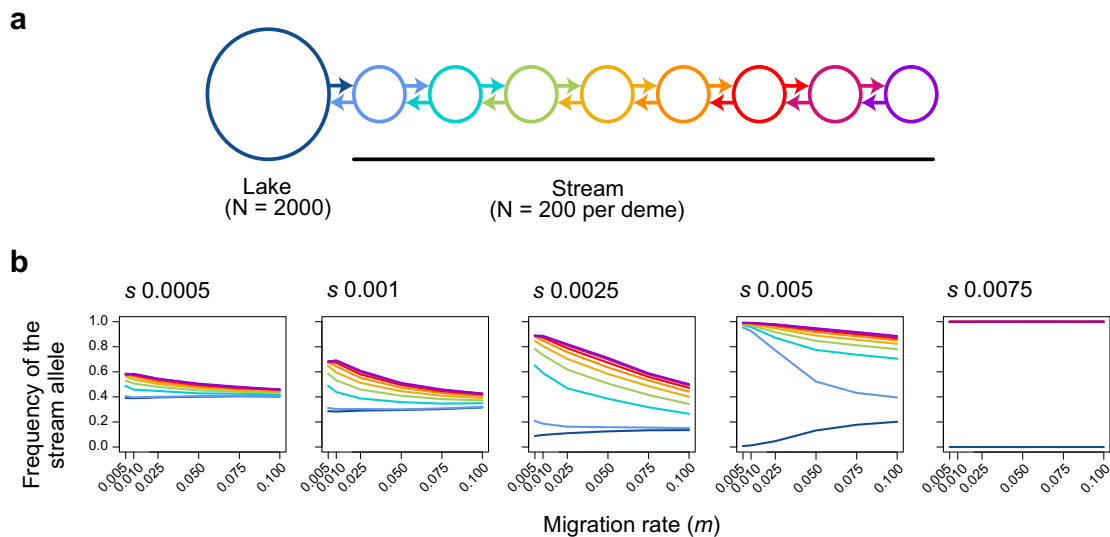 a
Lake
(N = 2000)
Stream
(N = 200 per deme)
b
s 0.0005
s 0.001
s 0.0025
s 0.005
s 0.0075
Frequency of the
stream allele
1.0
0.8
0.6
0.4
0.2
0.0
0.005 0.010 0.025 0.050 0.075 0.100
0.005 0.010 0.025 0.050 0.075 0.100
0.005 0.010 0.025 0.050 0.075 0.100
0.005 0.010 0.025 0.050 0.075 0.100
0.005 0.010 0.025 0.050 0.075 0.100
Migration rate (m)